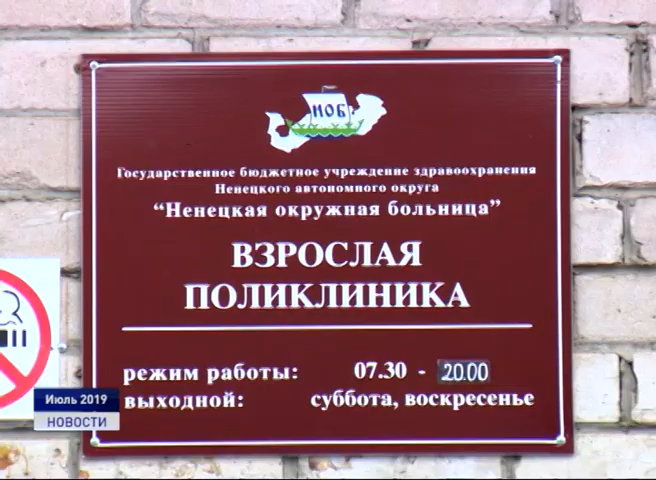 НОБ
Государственное бюджетное учреждение здравоохранения
Ненецкого автономного округа
“Ненецкая окружная больница”
ВЗРОСЛАЯ
ПОЛИКЛИНИКА
режим работы: 07.30 - 20.00
выходной: суббота, воскресенье
Июль 2019
НОВОСТИ